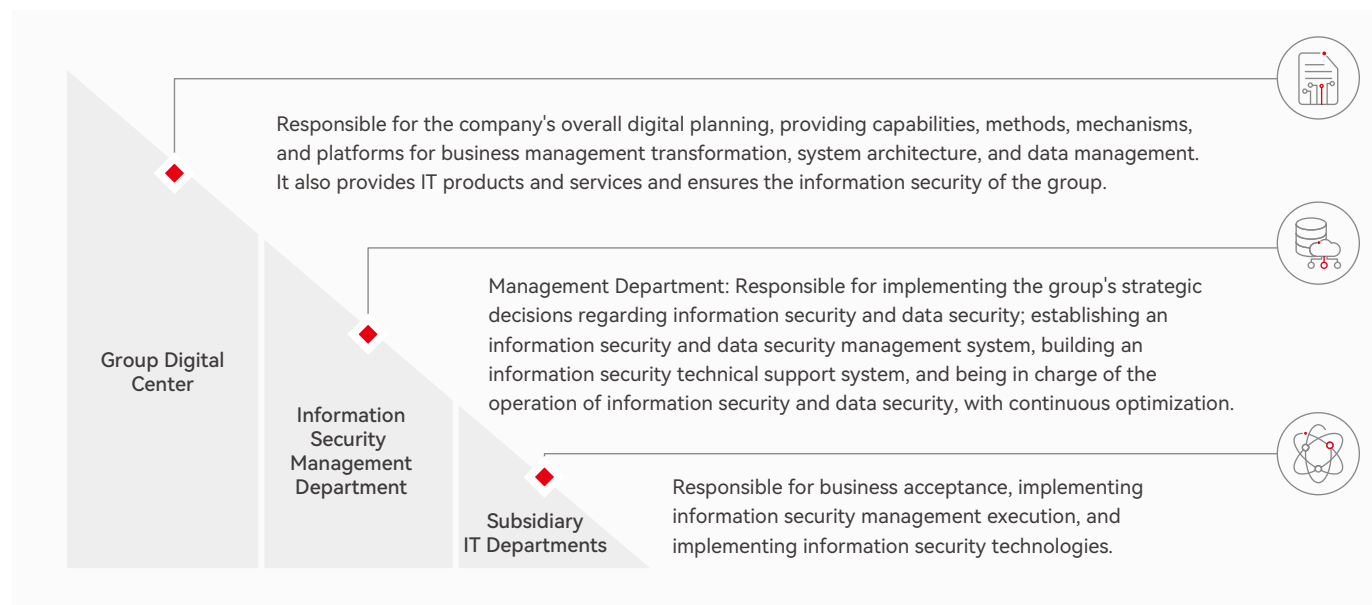 Responsible for the company's overall digital planning, providing capabilities, methods, mechanisms,
and platforms for business management transformation, system architecture, and data management.
It also provides IT products and services and ensures the information security of the group.
Management Department: Responsible for implementing the group's strategic
decisions regarding information security and data security; establishing an
information security and data security management system, building an
information security technical support system, and being in charge of the
operation of information security and data security, with continuous optimization.
Group Digital
Center
Information
Security
Management
Department
Responsible for business acceptance, implementing
information security management execution, and
implementing information security technologies.
Subsidiary
IT Departments